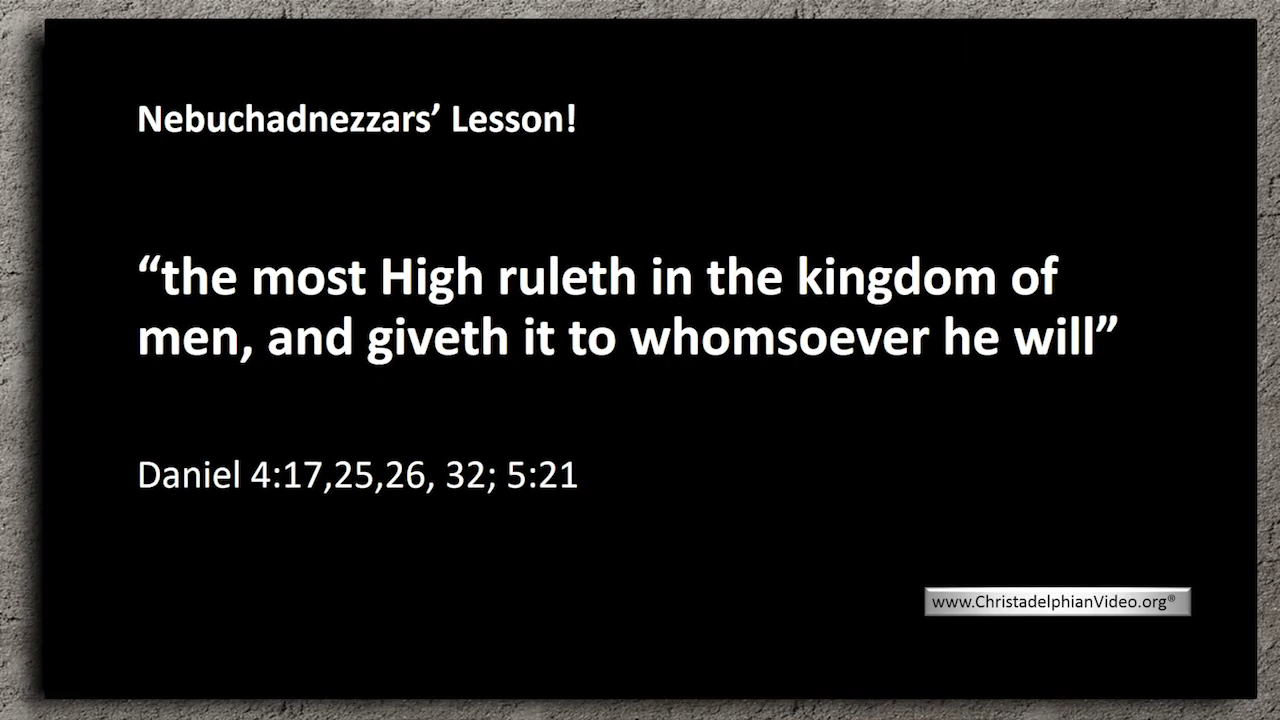 Nebuchadnezzars’ Lesson!
“the most High ruleth in the kingdom of
men, and giveth it to whomsoever he will”
Daniel 4:17,25,26, 32; 5:21
www.ChristadelphianVideo.org®